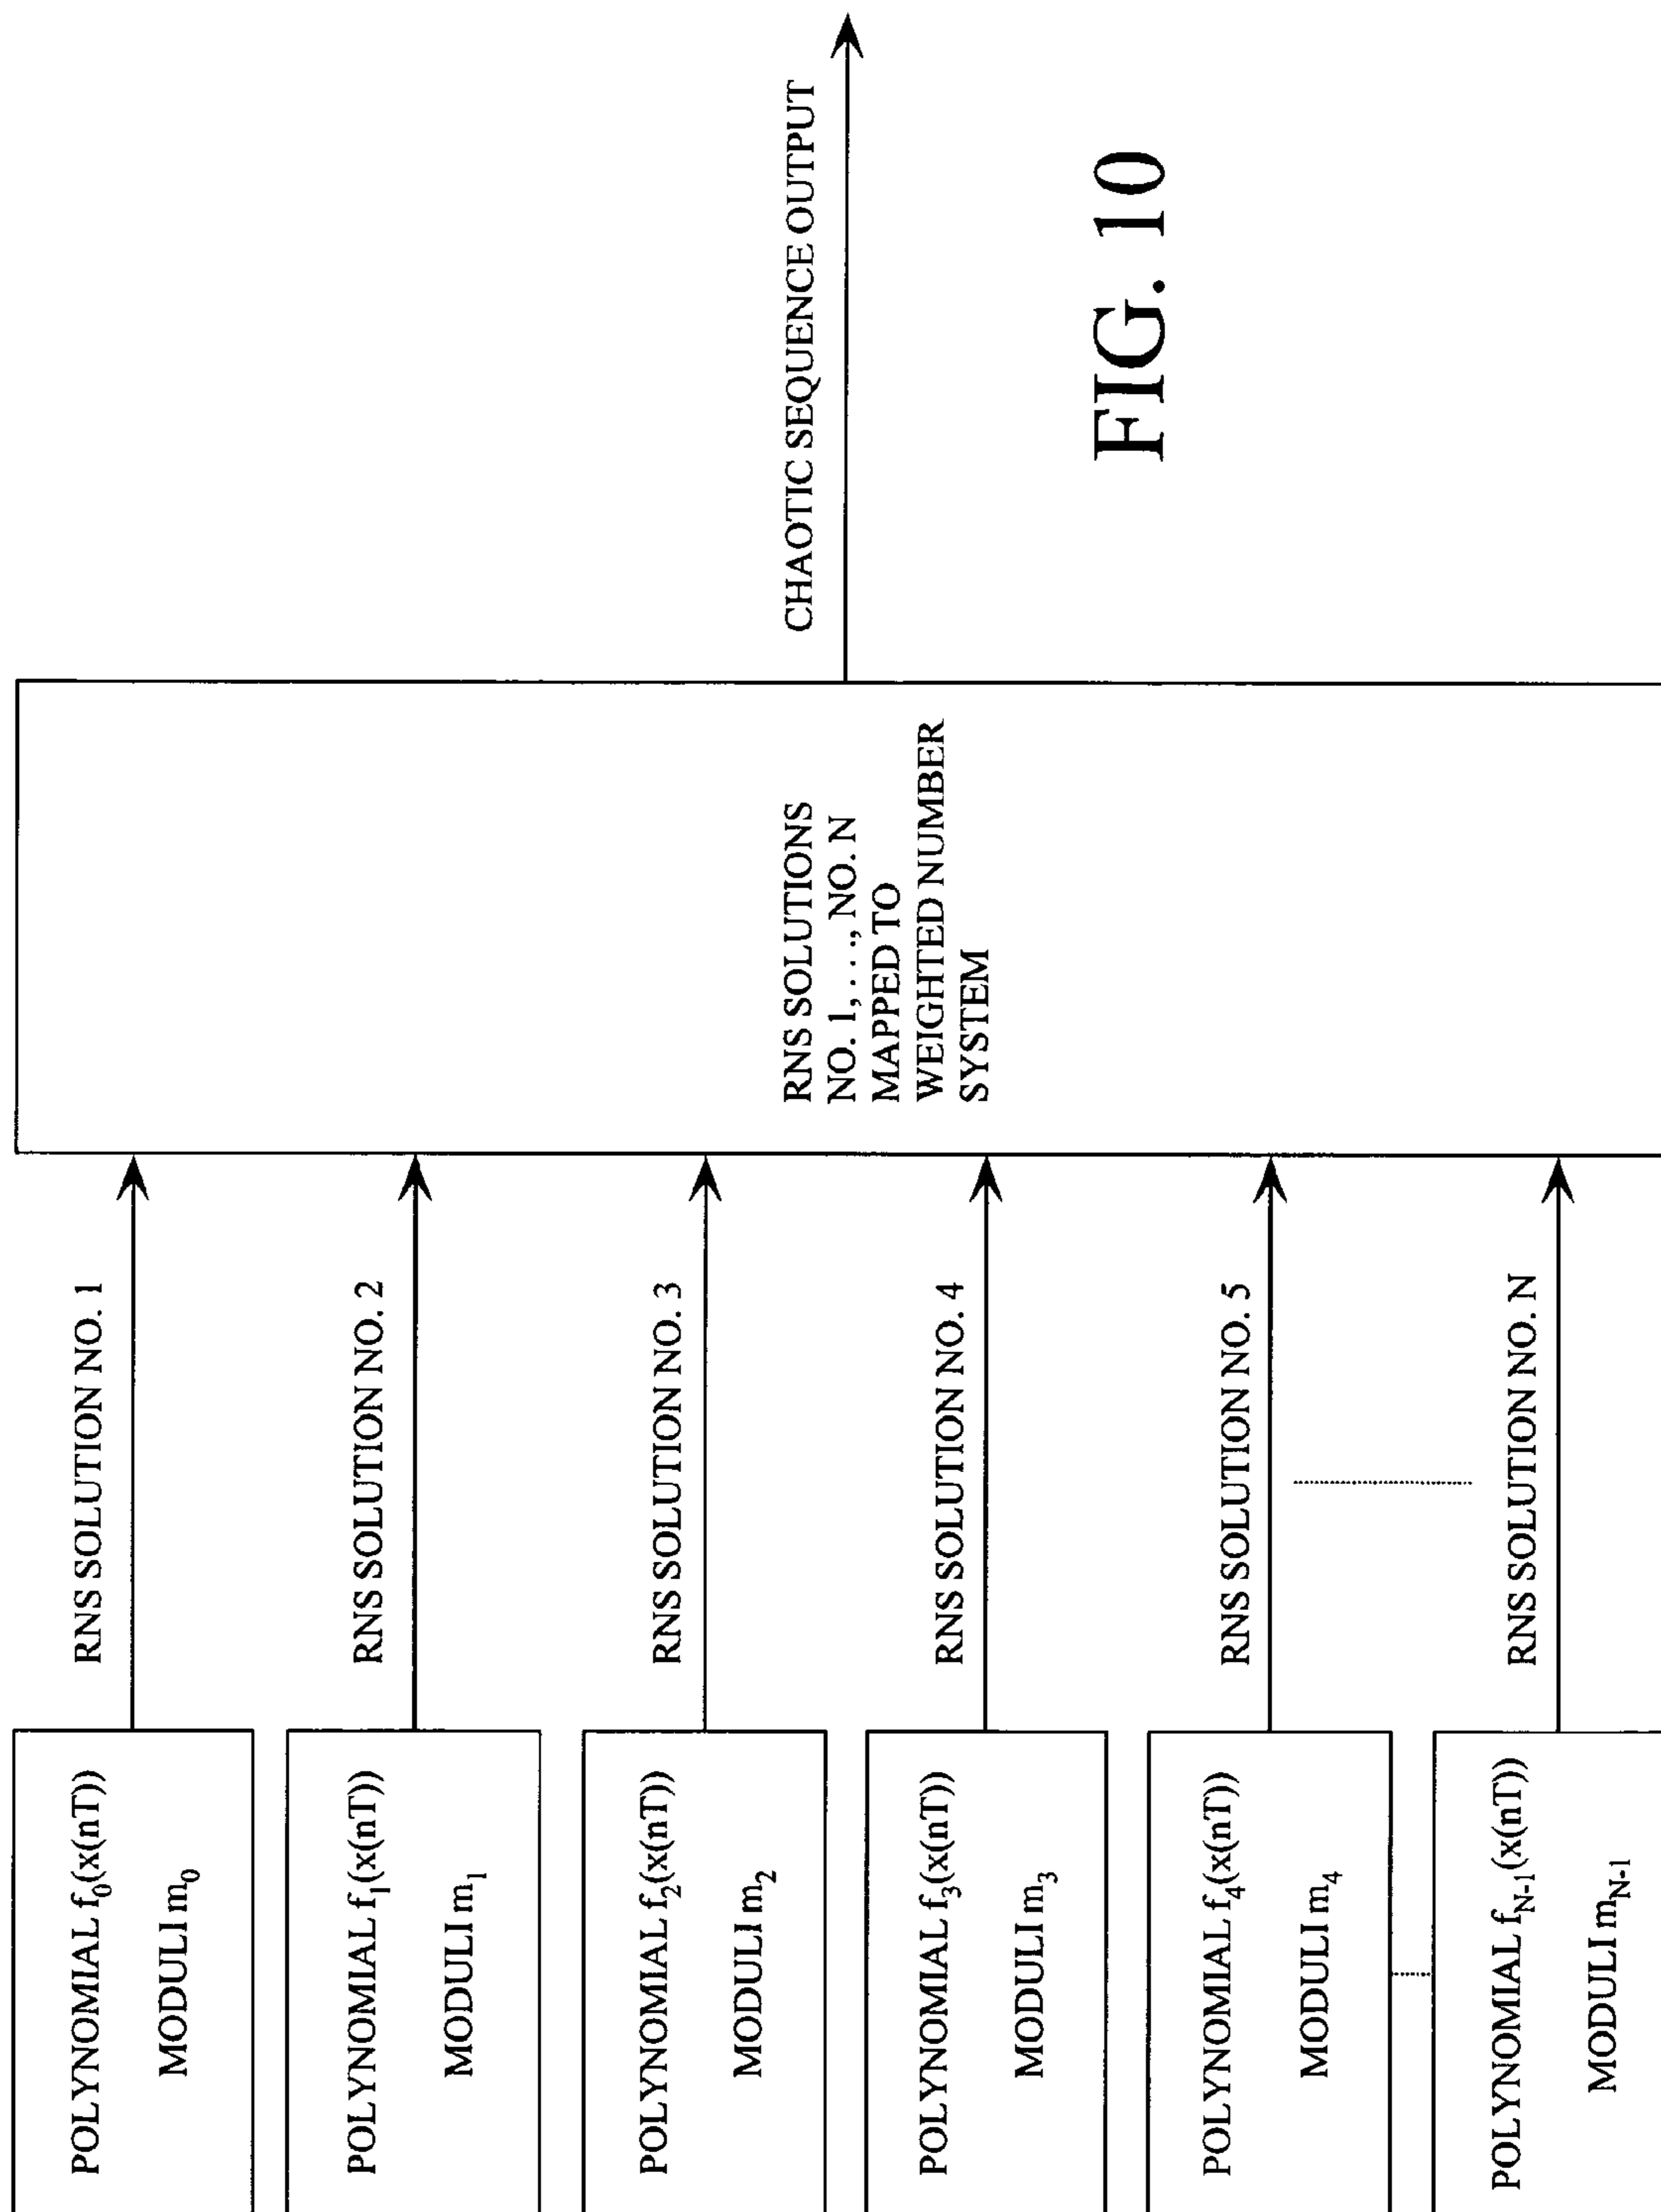 POLYNOMIAL f0(x(nT))
MODULI m0
RNS SOLUTION NO. 1
POLYNOMIAL f1(x(nT))
MODULI m1
RNS SOLUTION NO. 2
POLYNOMIAL f2(x(nT))
MODULI m2
RNS SOLUTION NO. 3
POLYNOMIAL f3(x(nT))
MODULI m3
RNS SOLUTION NO. 4
POLYNOMIAL f4(x(nT))
MODULI m4
RNS SOLUTION NO. 5
POLYNOMIAL fN-1(x(nT))
MODULI mN-1
RNS SOLUTION NO. N
RNS SOLUTIONS
NO. 1,. . ., NO. N
MAPPED TO
WEIGHTED NUMBER
SYSTEM
CHAOTIC SEQUENCE OUTPUT
FIG. 10